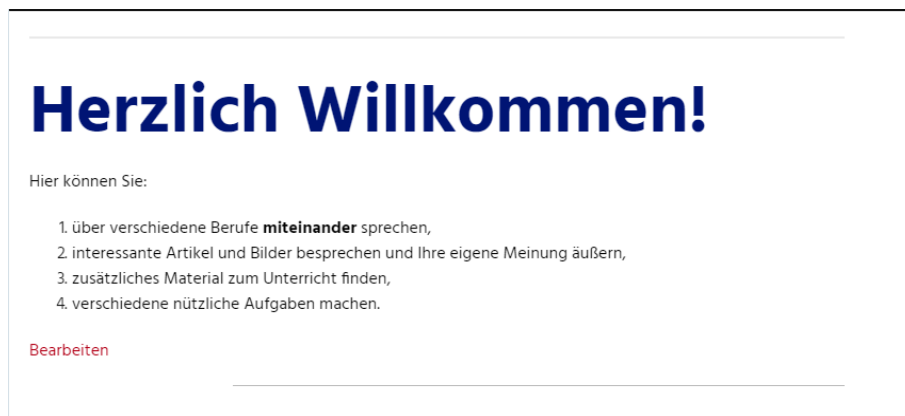 Herzlich Willkommen!
Hier können Sie:
1. über verschiedene Berufe miteinander sprechen,
2. interessante Artikel und Bilder besprechen und Ihre eigene Meinung äußern,
3. zusätzliches Material zum Unterricht finden,
4. verschiedene nützliche Aufgaben machen.
Bearbeiten